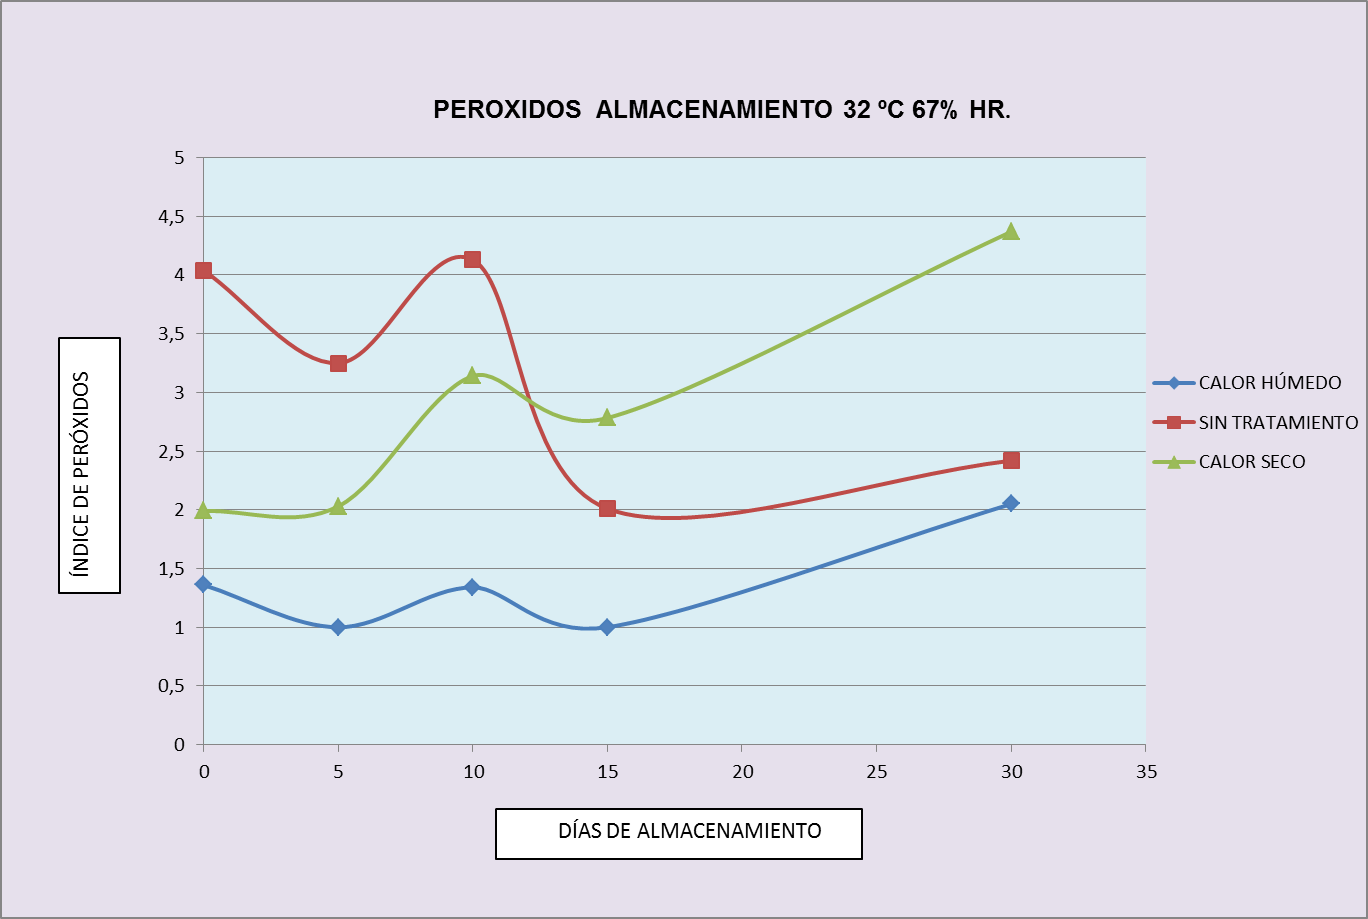 PEROXIDOS ALMACENAMIENTO 32 ºC 67% HR.
5
4,5
4
3,5
3
2,5
2
1,5
1
0,5
0
ÍNDICE DE PERÓXIDOS
CALOR HÚMEDO
SIN TRATAMIENTO
CALOR SECO
0 5 10 15 20 25 30 35
DÍAS DE ALMACENAMIENTO